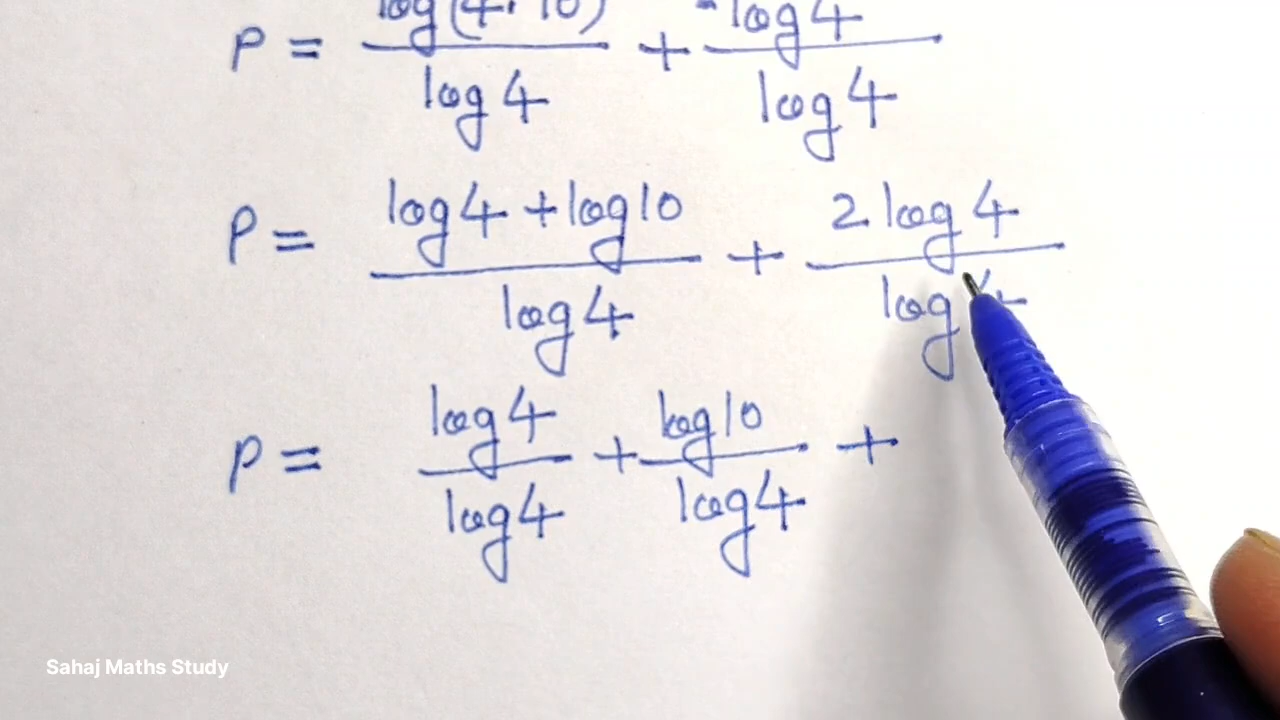 P = log(4·10) / log 4 + log 4 / log 4
P = log 4 + log 10 / log 4 + 2 log 4 / log 4
P = log 4 / log 4 + log 10 / log 4 +
Sahaj Maths Study